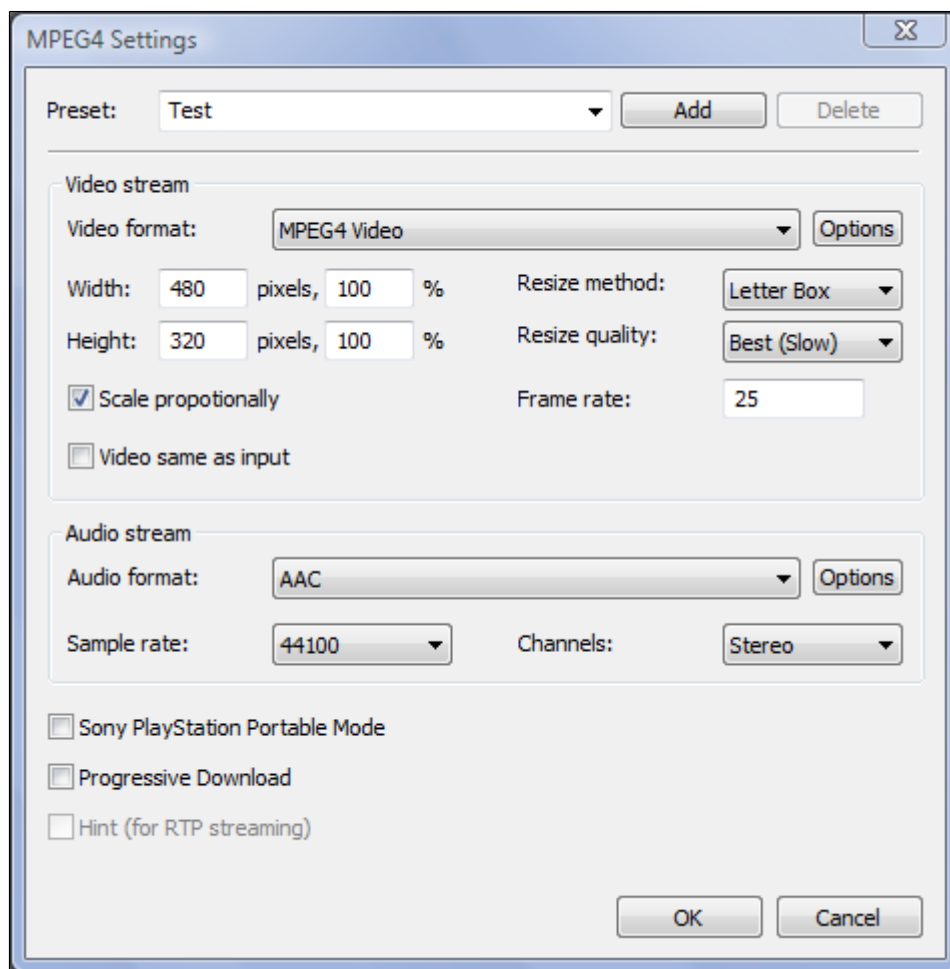 MPEG4 Settings
Preset: Test Add Delete
Video stream
Video format: MPEG4 Video Options
Width: 480 pixels, 100 % Resize method: Letter Box
Height: 320 pixels, 100 % Resize quality: Best (Slow)
Scale propotionally Frame rate: 25
Video same as input
Audio stream
Audio format: AAC Options
Sample rate: 44100 Channels: Stereo
Sony PlayStation Portable Mode
Progressive Download
Hint (for RTP streaming)
OK Cancel